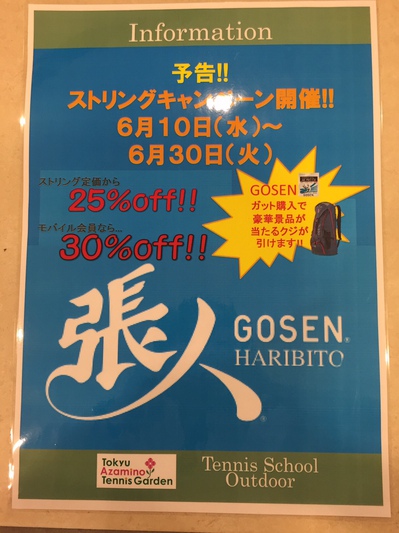 Information
予告!!
ストリングキャンペーン開催!!
6月10日(水)~
6月30日(火)
ストリング定価から
25%off!!
モバイル会員なら...
30%off!!
GOSEN
ガット購入で
豪華景品が
当たるクジが
引けます!!
張人
GOSEN®
HARIBITO
Tokyu
Azamino
Tennis Garden
Tennis School
Outdoor